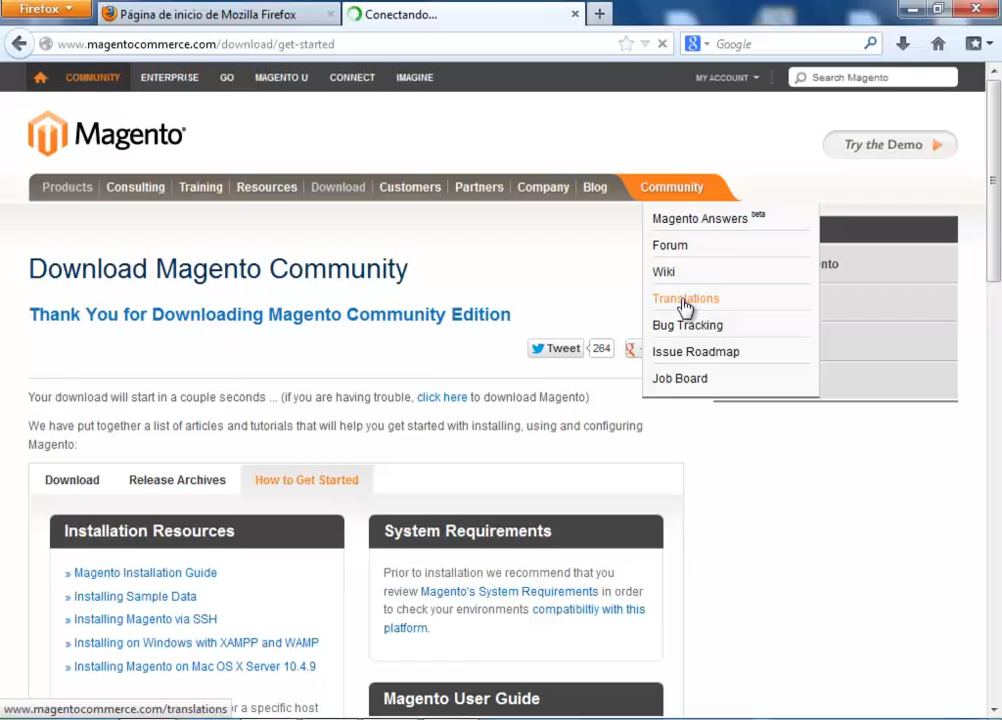 Firefox
Página de inicio de Mozilla Firefox
Conectando...
www.magentocommerce.com/download/get-started
Google
COMMUNITY
ENTERPRISE
GO
MAGENTO U
CONNECT
IMAGINE
MY ACCOUNT
Search Magento
Magento
Try the Demo
Products
Consulting
Training
Resources
Download
Customers
Partners
Company
Blog
Community
Magento Answers beta
Forum
Wiki
Translations
Bug Tracking
Issue Roadmap
Job Board
nto
Download Magento Community
Thank You for Downloading Magento Community Edition
Tweet
264
Your download will start in a couple seconds ... (if you are having trouble, click here to download Magento)
We have put together a list of articles and tutorials that will help you get started with installing, using and configuring
Magento:
Download
Release Archives
How to Get Started
Installation Resources
» Magento Installation Guide
» Installing Sample Data
» Installing Magento via SSH
» Installing on Windows with XAMPP and WAMP
» Installing Magento on Mac OS X Server 10.4.9
r a specific host
System Requirements
Prior to installation we recommend that you
review Magento's System Requirements in order
to check your environments compatibiltiy with this
platform.
Magento User Guide
www.magentocommerce.com/translations